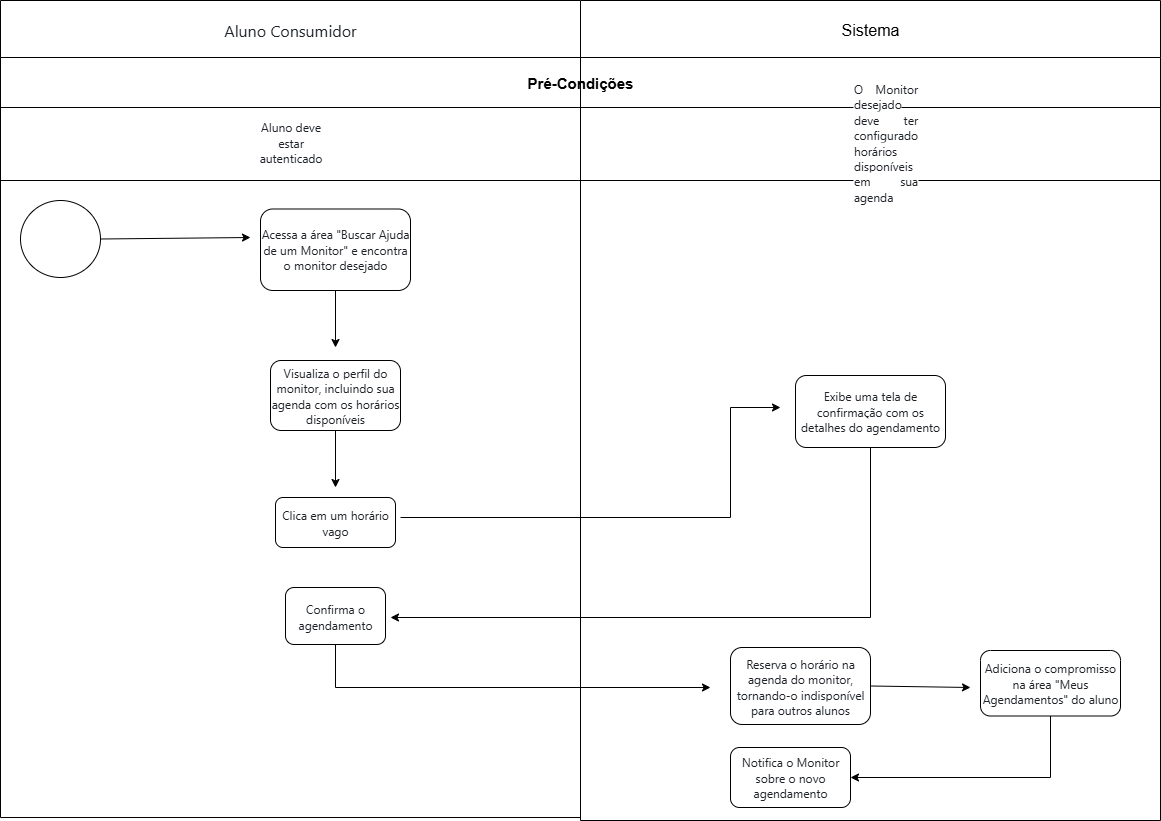 Aluno Consumidor
Sistema
Pré-Condições
Aluno deve
estar
autenticado
O Monitor
desejado
deve ter
configurado
horários
disponíveis
em sua
agenda
Acessa a área "Buscar Ajuda
de um Monitor" e encontra
o monitor desejado
Visualiza o perfil do
monitor, incluindo sua
agenda com os horários
disponíveis
Exibe uma tela de
confirmação com os
detalhes do agendamento
Clica em um horário
vago
Confirma o
agendamento
Reserva o horário na
agenda do monitor,
tornando-o indisponível
para outros alunos
Adiciona o compromisso
na área "Meus
Agendamentos" do aluno
Notifica o Monitor
sobre o novo
agendamento